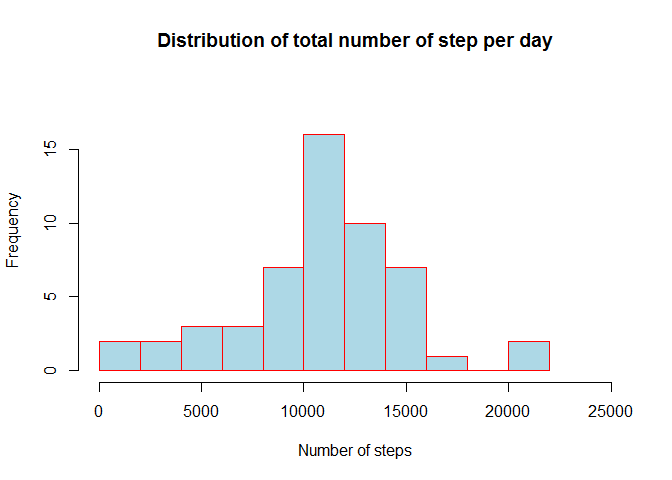 Distribution of total number of step per day
Frequency
15
10
5
0
0 5000 10000 15000 20000 25000
Number of steps